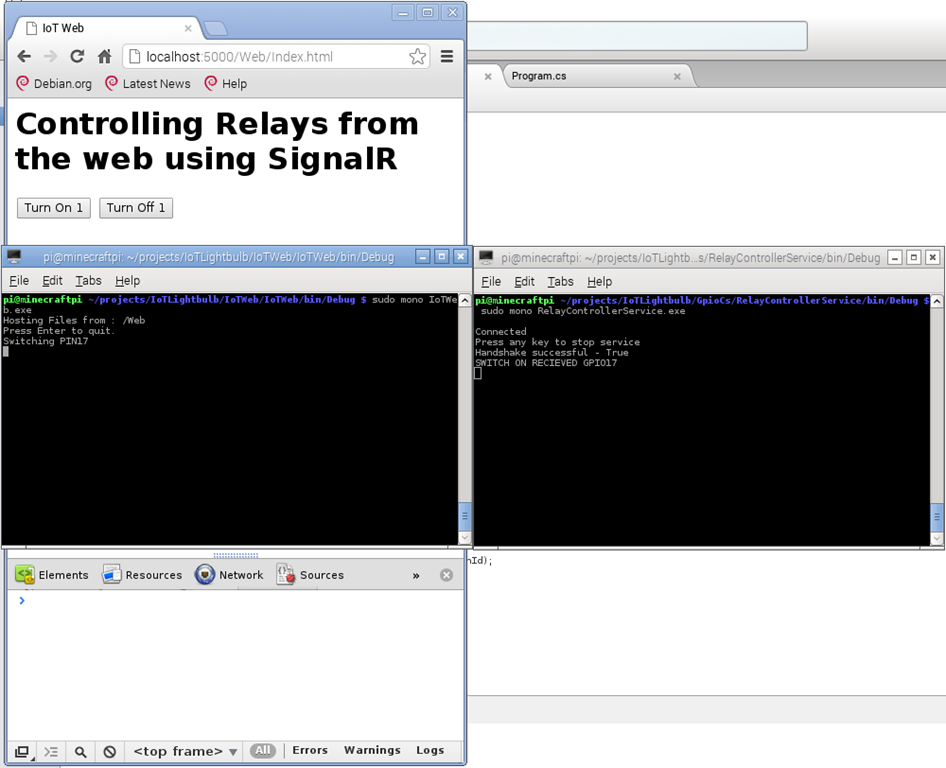 IoT Web
localhost:5000/Web/Index.html
Debian.org Latest News Help
Program.cs
Controlling Relays from
the web using SignalR
Turn On 1 Turn Off 1
pi@minecraftpi: ~/projects/IoTLightbulb/IoTWeb/IoTWeb/bin/Debug
File Edit Tabs Help
pi@minecraftpi ~/projects/IoTLightbulb/IoTWeb/IoTWeb/bin/Debug $ sudo mono IoTWe
b.exe
Hosting Files from : /Web
Press Enter to quit.
Switching PIN17
pi@minecraftpi: ~/projects/IoTLightb...s/RelayControllerService/bin/Debug
File Edit Tabs Help
pi@minecraftpi ~/projects/IoTLightbulb/GpioCs/RelayControllerService/bin/Debug $
sudo mono RelayControllerService.exe
Connected
Press any key to stop service
Handshake successful - True
SWITCH ON RECIEVED GPIO17
nId);
Elements Resources Network Sources »
<top frame> All Errors Warnings Logs